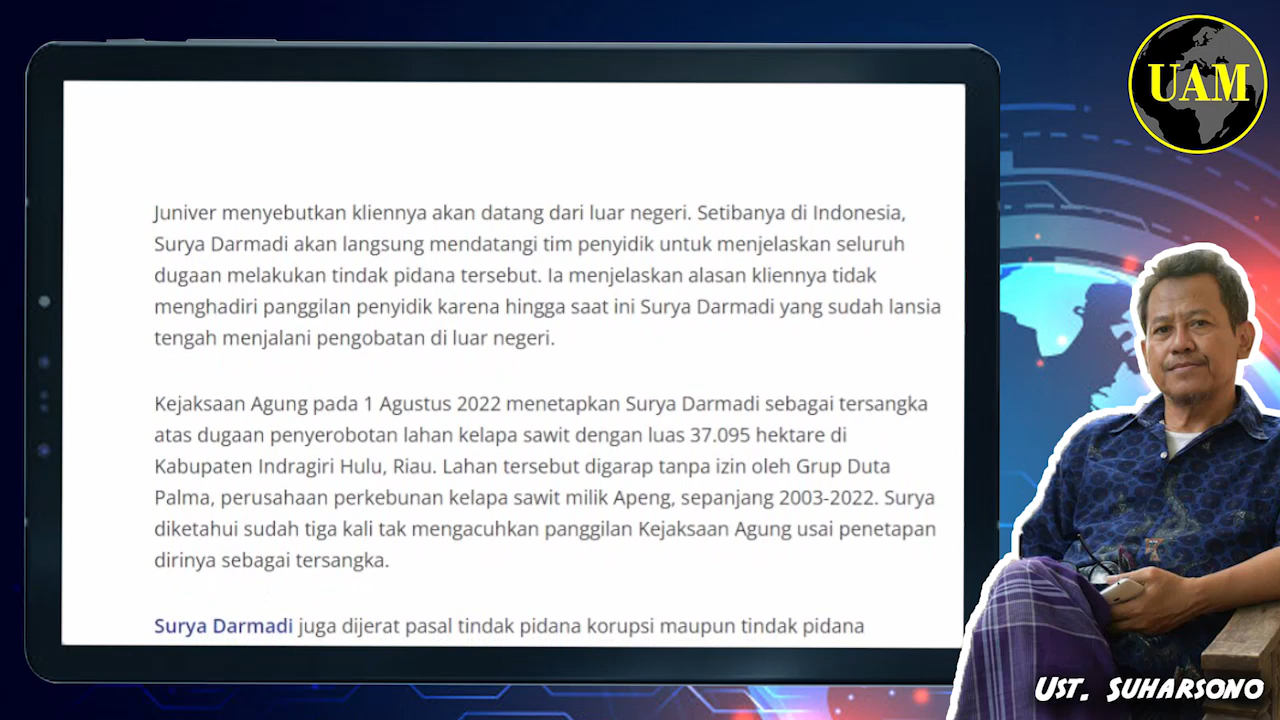 UAM
Juniver menyebutkan kliennya akan datang dari luar negeri. Setibanya di Indonesia,
Surya Darmadi akan langsung mendatangi tim penyidik untuk menjelaskan seluruh
dugaan melakukan tindak pidana tersebut. Ia menjelaskan alasan kliennya tidak
menghadiri panggilan penyidik karena hingga saat ini Surya Darmadi yang sudah lansia
tengah menjalani pengobatan di luar negeri.
Kejaksaan Agung pada 1 Agustus 2022 menetapkan Surya Darmadi sebagai tersangka
atas dugaan penyerobotan lahan kelapa sawit dengan luas 37.095 hektare di
Kabupaten Indragiri Hulu, Riau. Lahan tersebut digarap tanpa izin oleh Grup Duta
Palma, perusahaan perkebunan kelapa sawit milik Apeng, sepanjang 2003-2022. Surya
diketahui sudah tiga kali tak mengacuhkan panggilan Kejaksaan Agung usai penetapan
dirinya sebagai tersangka.
Surya Darmadi juga dijerat pasal tindak pidana korupsi maupun tindak pidana
Ust. Suharsono